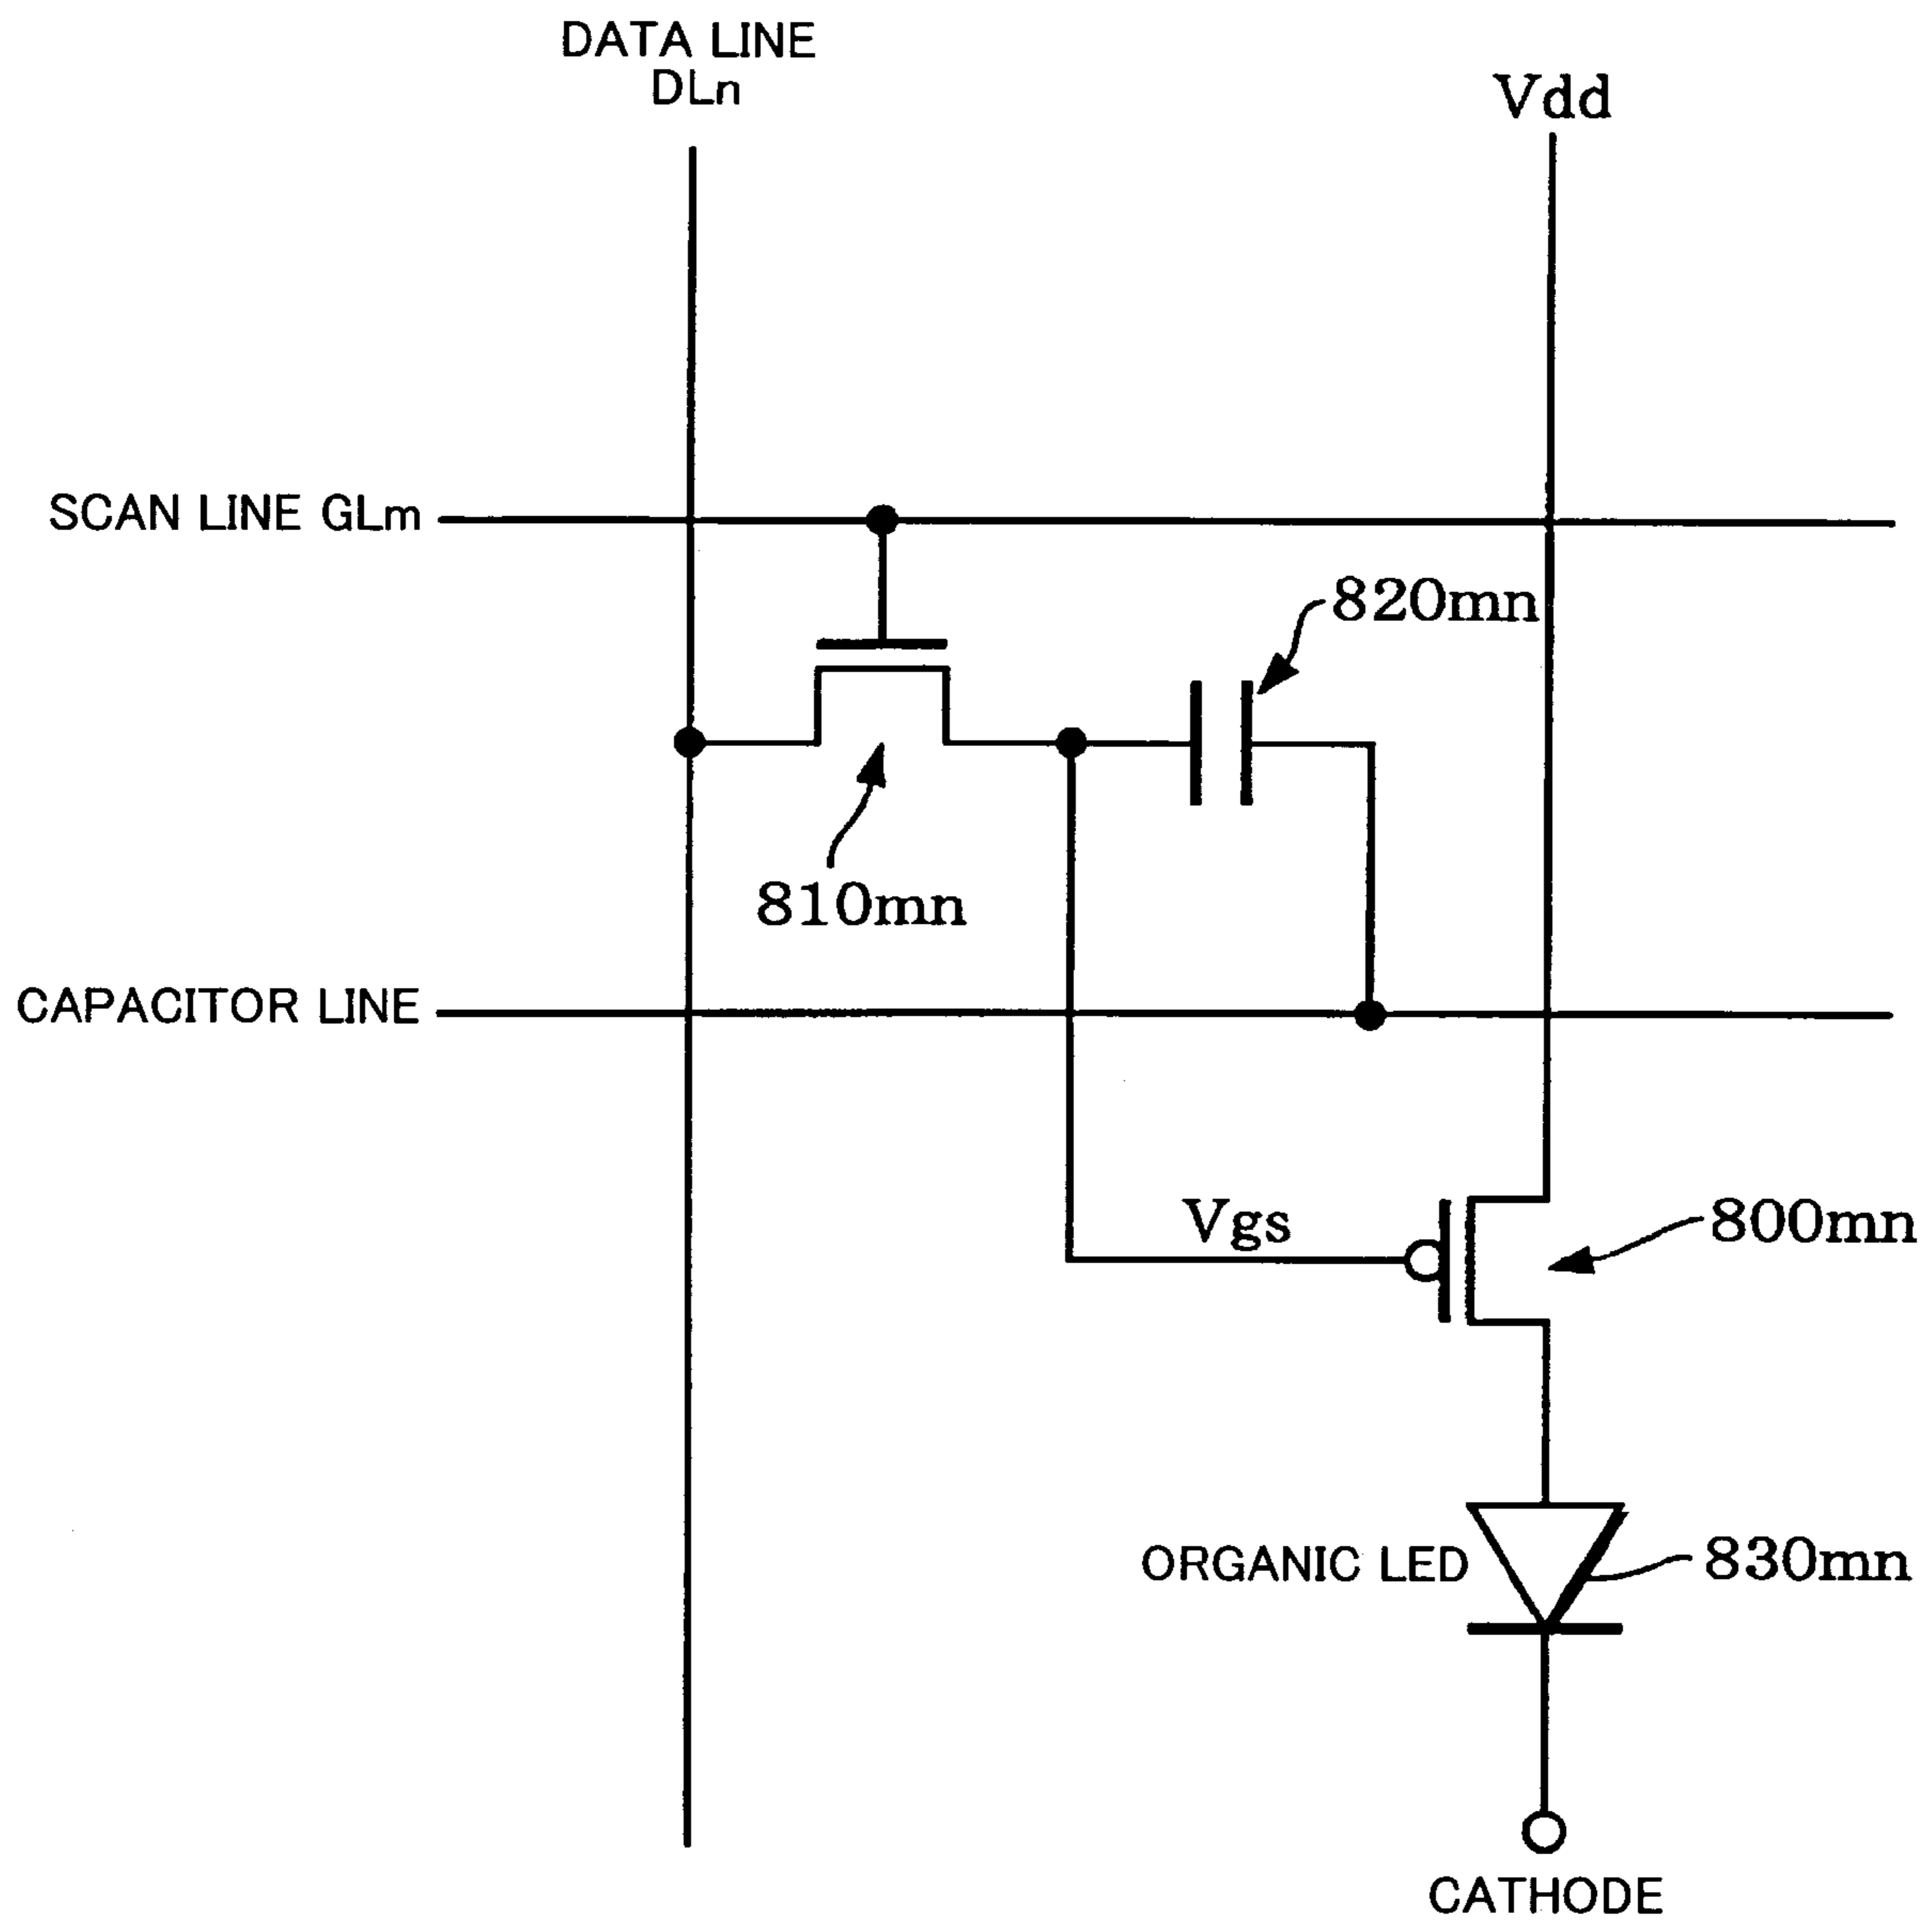 DATA LINE
DLn
Vdd
SCAN LINE GLm
820mn
810mn
CAPACITOR LINE
Vgs
800mn
ORGANIC LED
830mn
CATHODE